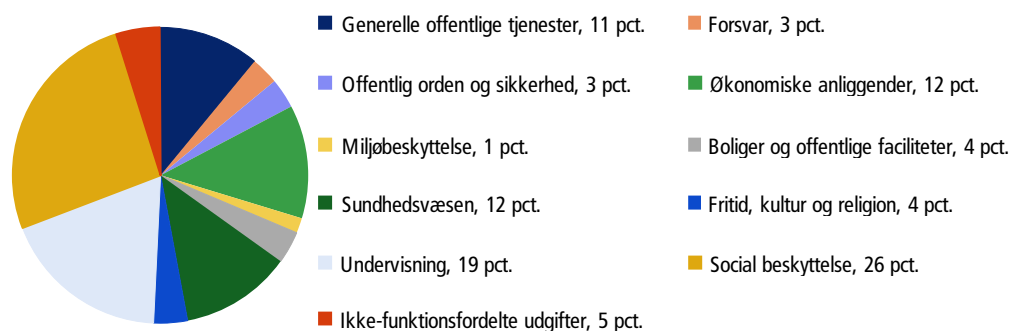 Generelle offentlige tjenester, 11 pct.
Forsvar, 3 pct.
Offentlig orden og sikkerhed, 3 pct.
Økonomiske anliggender, 12 pct.
Miljøbeskyttelse, 1 pct.
Boliger og offentlige faciliteter, 4 pct.
Sundhedsvæsen, 12 pct.
Fritid, kultur og religion, 4 pct.
Undervisning, 19 pct.
Social beskyttelse, 26 pct.
Ikke-funktionsfordelte udgifter, 5 pct.